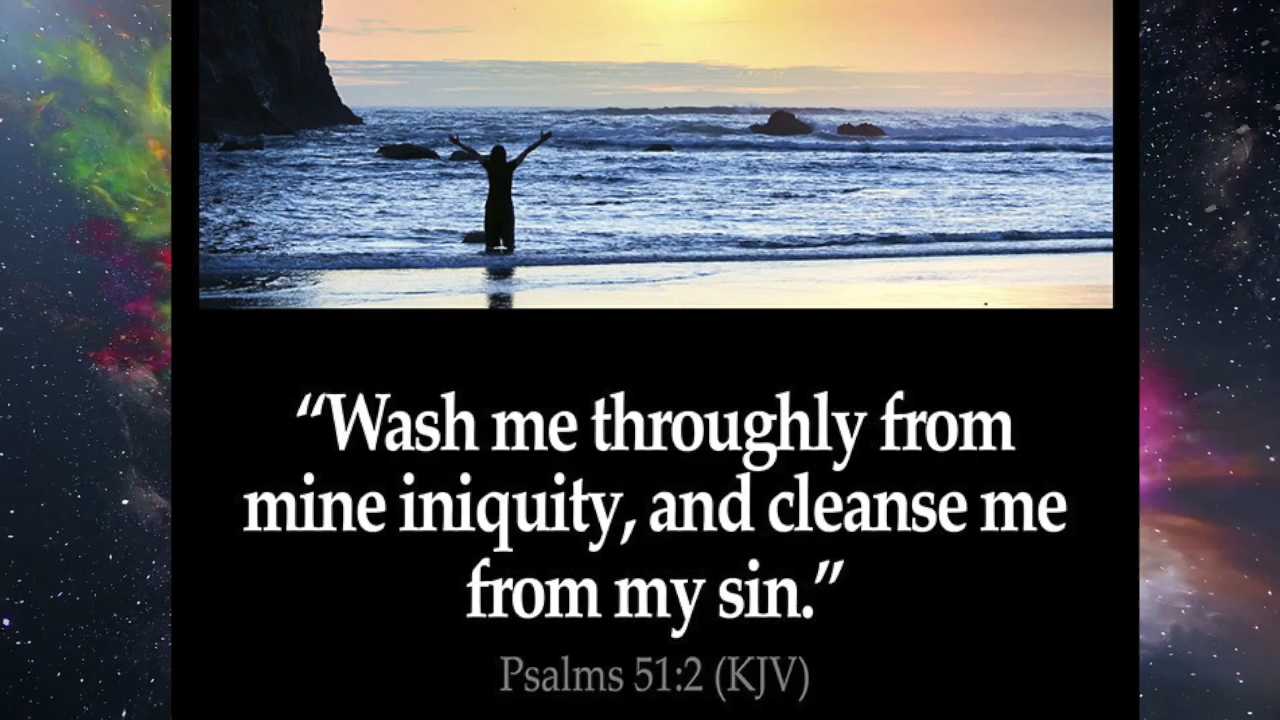 “Wash me throughly from
mine iniquity, and cleanse me
from my sin.”
Psalms 51:2 (KJV)